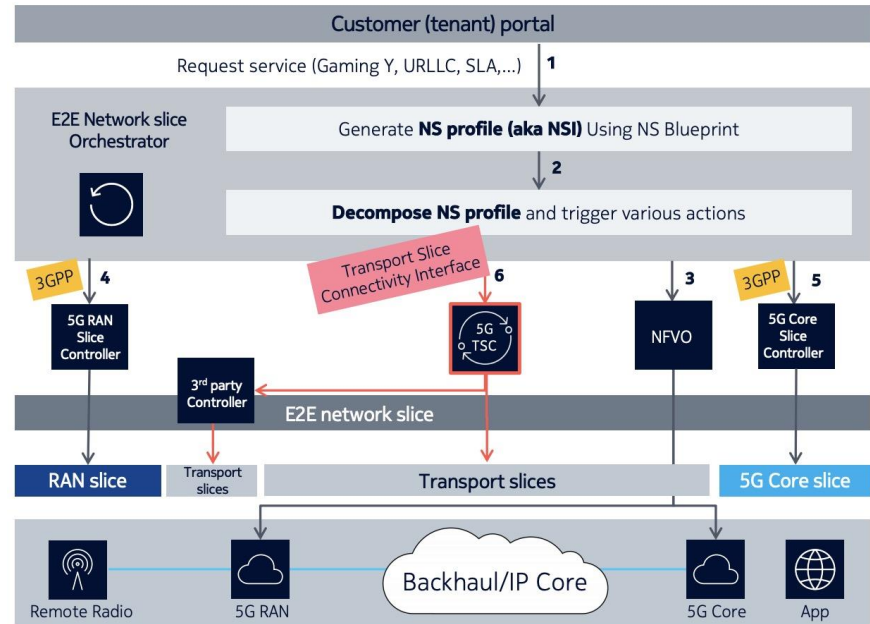 Customer (tenant) portal
Request service (Gaming Y, URLLC, SLA,...)
1
E2E Network slice
Orchestrator
Generate NS profile (aka NSI) Using NS Blueprint
2
Decompose NS profile and trigger various actions
3GPP
4
Transport Slice
Connectivity Interface
6
3
3GPP
5
5G RAN
Slice
Controller
5G
TSC
NFVO
5G Core
Slice
Controller
3rd party
Controller
E2E network slice
RAN slice
Transport
slices
Transport slices
5G Core slice
Backhaul/IP Core
Remote Radio
5G RAN
5G Core
App